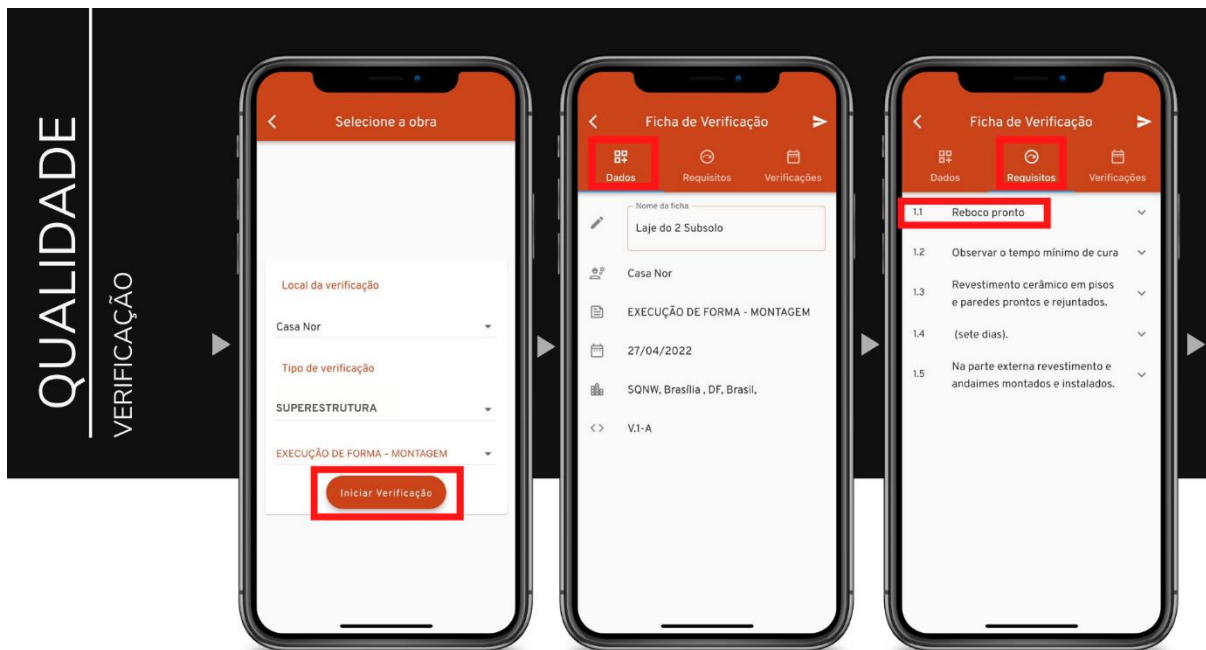 QUALIDADE
VERIFICAÇÃO
Selecione a obra
Local da verificação
Casa Nor
Tipo de verificação
SUPERESTRUTURA
EXECUÇÃO DE FORMA - MONTAGEM
Iniciar Verificação
Ficha de Verificação
Dados Requisitos Verificações
Nome da ficha
Laje do 2 Subsolo
Casa Nor
EXECUÇÃO DE FORMA - MONTAGEM
27/04/2022
SQNW, Brasília , DF, Brasil,
V.1-A
Ficha de Verificação
Dados Requisitos Verificações
1.1 Reboco pronto
1.2 Observar o tempo mínimo de cura
1.3 Revestimento cerâmico em pisos
e paredes prontos e rejuntados.
1.4 (sete dias).
1.5 Na parte externa revestimento e
andaimes montados e instalados.